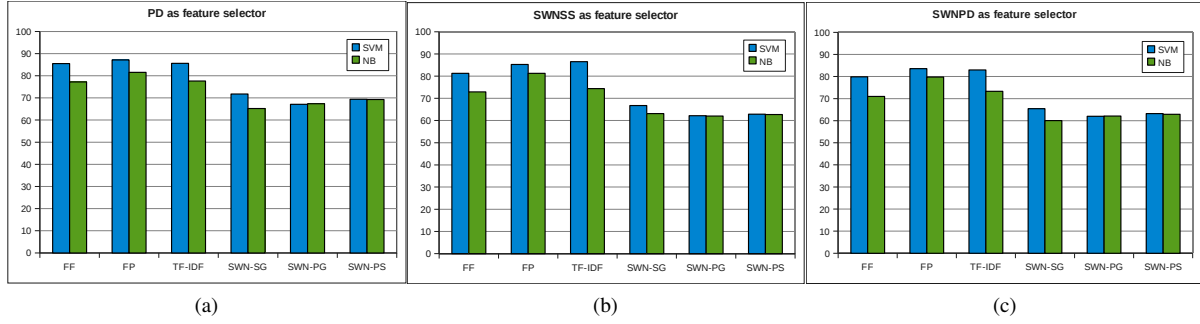 PD as feature selector
100
90
80
70
60
50
40
30
20
10
0
SVM
NB
FF FP TF-IDF SWN-SG SWN-PG SWN-PS
(a)
SWNSS as feature selector
100
90
80
70
60
50
40
30
20
10
0
SVM
NB
FF FP TF-IDF SWN-SG SWN-PG SWN-PS
(b)
SWNPD as feature selector
100
90
80
70
60
50
40
30
20
10
0
SVM
NB
FF FP TF-IDF SWN-SG SWN-PG SWN-PS
(c)